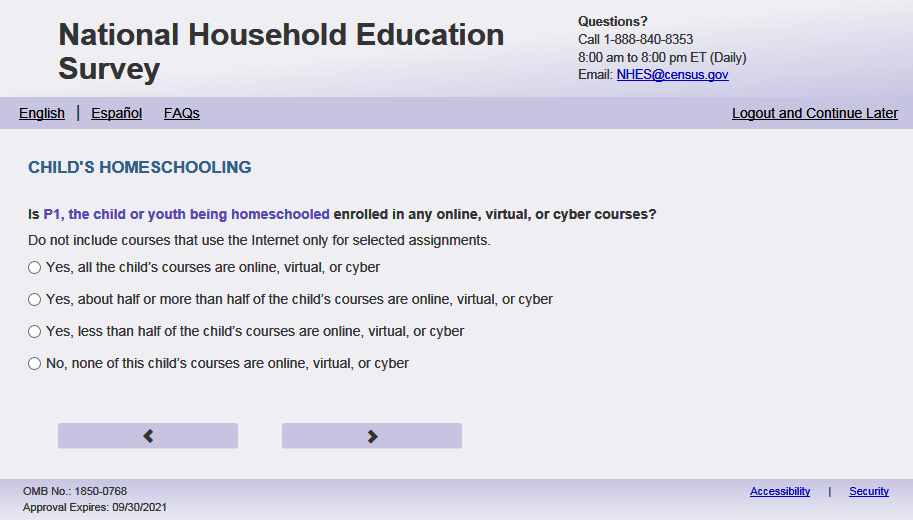 National Household Education
Survey
Questions?
Call 1-888-840-8353
8:00 am to 8:00 pm ET (Daily)
Email: NHES@census.gov
English | Español FAQs
Logout and Continue Later
CHILD'S HOMESCHOOLING
Is P1, the child or youth being homeschooled enrolled in any online, virtual, or cyber courses?
Do not include courses that use the Internet only for selected assignments.
Yes, all the child's courses are online, virtual, or cyber
Yes, about half or more than half of the child's courses are online, virtual, or cyber
Yes, less than half of the child's courses are online, virtual, or cyber
No, none of this child's courses are online, virtual, or cyber
OMB No.: 1850-0768
Approval Expires: 09/30/2021
Accessibility | Security